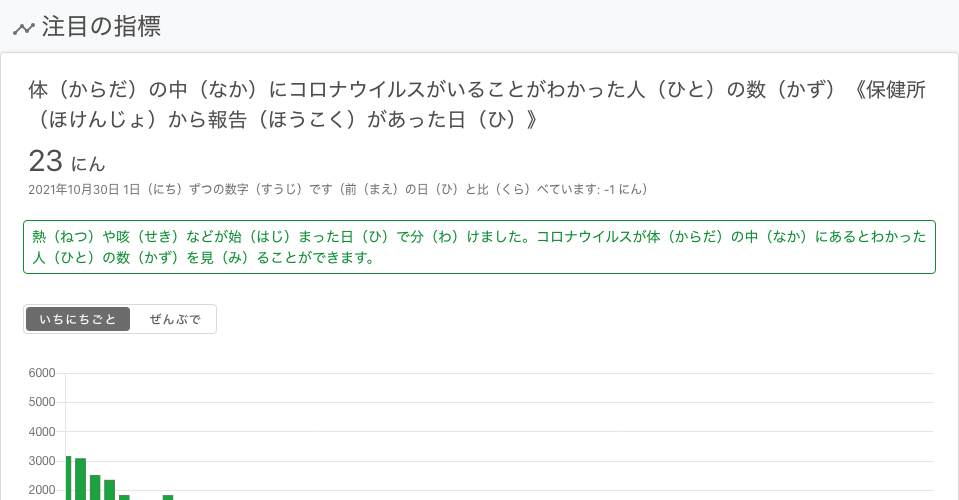 注目の指標
体（からだ）の中（なか）にコロナウイルスがいることがわかった人（ひと）の数（かず）《保健所
（ほけんじょ）から報告（ほうこく）があった日（ひ）》
23 にん
2021年10月30日 1日（にち）ずつの数字（すうじ）です（前（まえ）の日（ひ）と比（くら）べています: -1 にん）
熱（ねつ）や咳（せき）などが始（はじ）まった日（ひ）で分（わ）けました。コロナウイルスが体（からだ）の中（なか）にあるとわかった
人（ひと）の数（かず）を見（み）ることができます。
いちにちごと ぜんぶで
6000
5000
4000
3000
2000